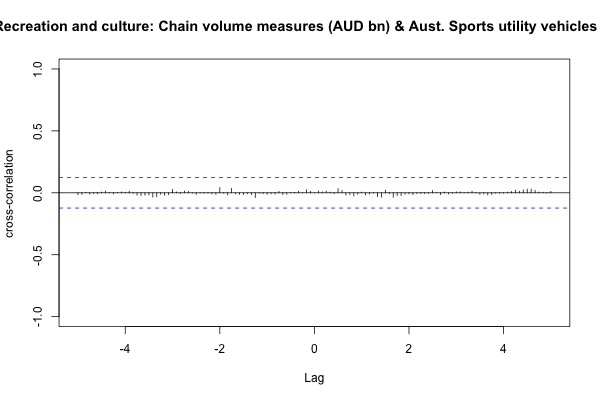 Recreation and culture: Chain volume measures (AUD bn) & Aust. Sports utility vehicles
1.0
0.5
0.0
-0.5
-1.0
cross-correlation
-4 -2 0 2 4
Lag